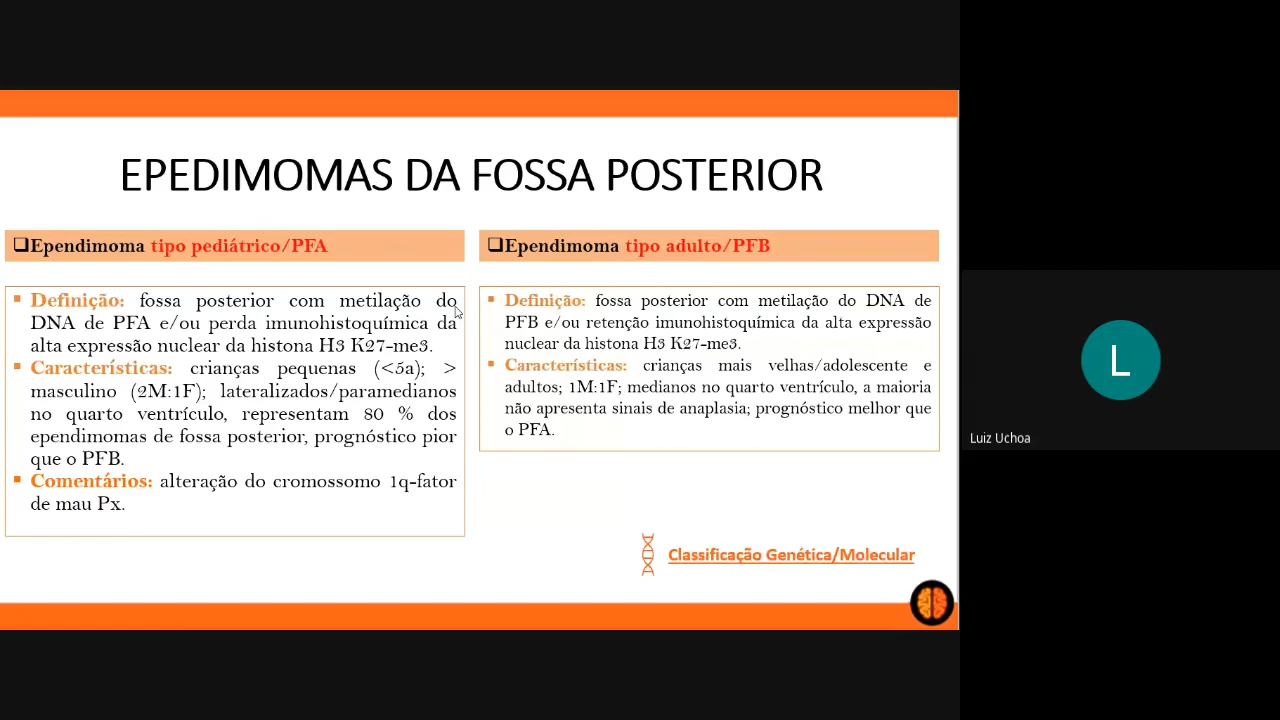 EPEDIMOMAS DA FOSSA POSTERIOR
❑Ependimoma tipo pediátrico/PFA
▪ Definição: fossa posterior com metilação do
DNA de PFA e/ou perda imunohistoquímica da
alta expressão nuclear da histona H3 K27-me3.
▪ Características: crianças pequenas (<5a); >
masculino (2M:1F); lateralizados/paramedianos
no quarto ventrículo, representam 80 % dos
ependimomas de fossa posterior, prognóstico pior
que o PFB.
▪ Comentários: alteração do cromossomo 1q-fator
de mau Px.
❑Ependimoma tipo adulto/PFB
▪ Definição: fossa posterior com metilação do DNA de
PFB e/ou retenção imunohistoquímica da alta expressão
nuclear da histona H3 K27-me3.
▪ Características: crianças mais velhas/adolescente e
adultos; 1M:1F; medianos no quarto ventrículo, a maioria
não apresenta sinais de anaplasia; prognóstico melhor que
o PFA.
Classificação Genética/Molecular
L
Luiz Uchoa